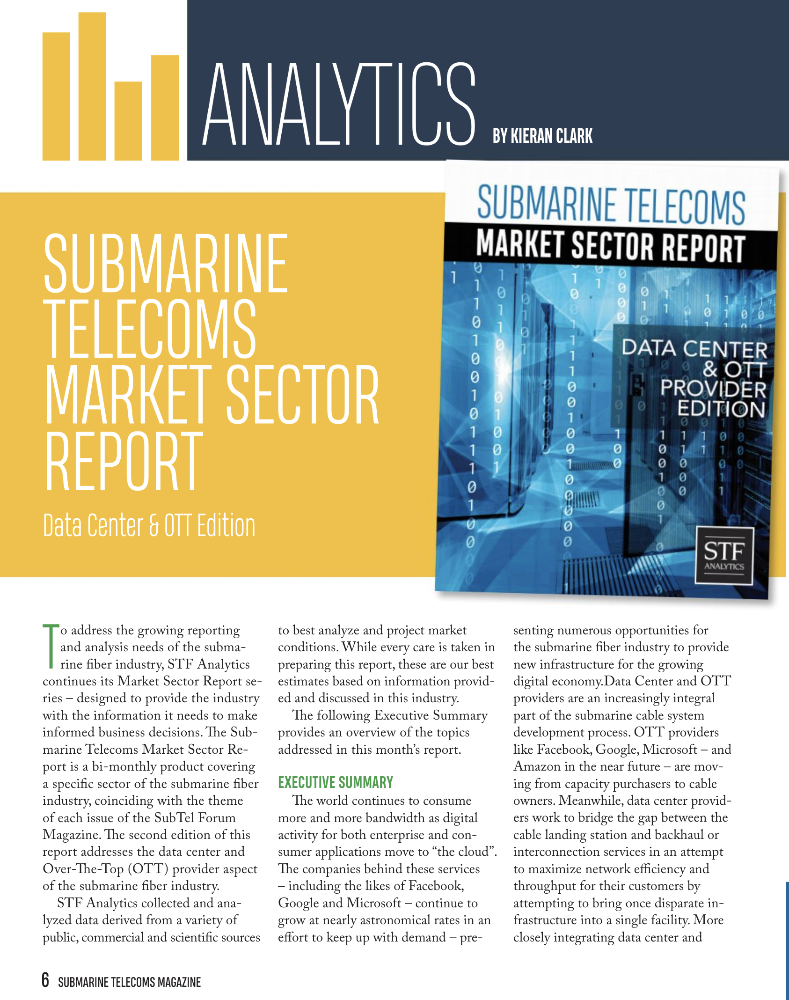 ANALYTICS
BY KIERAN CLARK
SUBMARINE TELECOMS
MARKET SECTOR REPORT
DATA CENTER
& OTT
PROVIDER
EDITION
STF
ANALYTICS
SUBMARINE
TELECOMS
MARKET SECTOR
REPORT
Data Center & OTT Edition
To address the growing reporting
and analysis needs of the subma-
rine fiber industry, STF Analytics
continues its Market Sector Report se-
ries – designed to provide the industry
with the information it needs to make
informed business decisions. The Sub-
marine Telecoms Market Sector Re-
port is a bi-monthly product covering
a specific sector of the submarine fiber
industry, coinciding with the theme
of each issue of the SubTel Forum
Magazine. The second edition of this
report addresses the data center and
Over-The-Top (OTT) provider aspect
of the submarine fiber industry.
STF Analytics collected and ana-
lyzed data derived from a variety of
public, commercial and scientific sources
to best analyze and project market
conditions. While every care is taken in
preparing this report, these are our best
estimates based on information provid-
ed and discussed in this industry.
The following Executive Summary
provides an overview of the topics
addressed in this month’s report.
EXECUTIVE SUMMARY
The world continues to consume
more and more bandwidth as digital
activity for both enterprise and con-
sumer applications move to “the cloud”.
The companies behind these services
– including the likes of Facebook,
Google and Microsoft – continue to
grow at nearly astronomical rates in an
effort to keep up with demand – pre-
senting numerous opportunities for
the submarine fiber industry to provide
new infrastructure for the growing
digital economy.Data Center and OTT
providers are an increasingly integral
part of the submarine cable system
development process. OTT providers
like Facebook, Google, Microsoft – and
Amazon in the near future – are mov-
ing from capacity purchasers to cable
owners. Meanwhile, data center provid-
ers work to bridge the gap between the
cable landing station and backhaul or
interconnection services in an attempt
to maximize network efficiency and
throughput for their customers by
attempting to bring once disparate in-
frastructure into a single facility. More
closely integrating data center and
6 SUBMARINE TELECOMS MAGAZINE